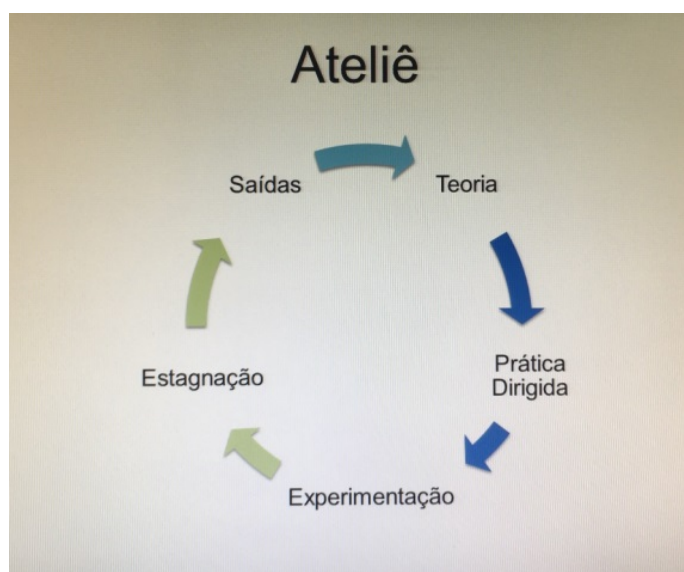 Ateliê
Saídas
Teoria
Prática
Dirigida
Experimentação
Estagnação